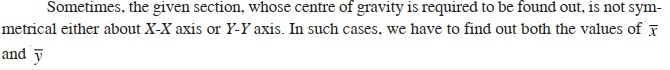 Sometimes, the given section, whose centre of gravity is required to be found out, is not sym-
metrical either about X-X axis or Y-Y axis. In such cases, we have to find out both the values of x̅
and y̅